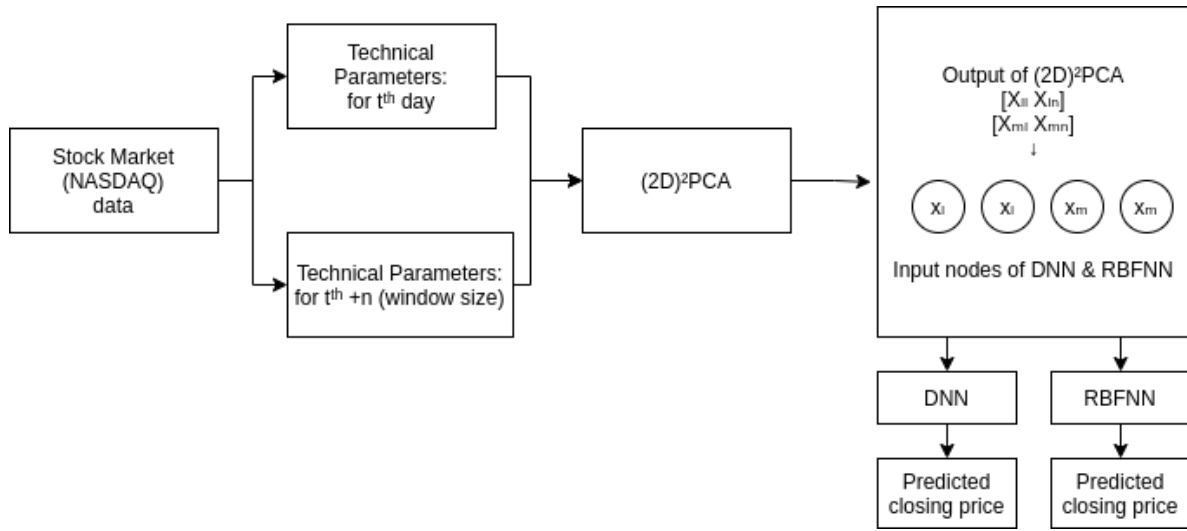 Stock Market
(NASDAQ)
data
Technical
Parameters:
for tᵗʰ day
Technical Parameters:
for tᵗʰ +n (window size)
(2D)²PCA
Output of (2D)²PCA
[Xₗₗ Xₗₙ]
[Xₘₗ Xₘₙ]
↓
xₗ xₗ xₘ xₘ
Input nodes of DNN & RBFNN
DNN
RBFNN
Predicted
closing price
Predicted
closing price